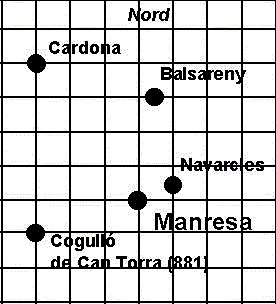 Nord
Cardona
Balsareny
Navarcles
Manresa
Cogulló
de Can Torra (881)